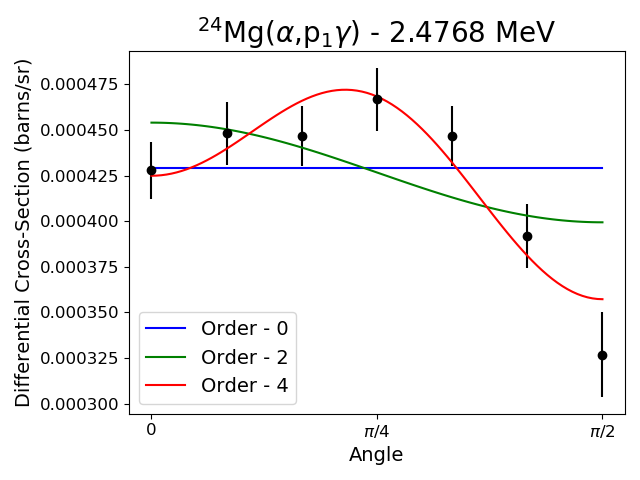 ²⁴Mg(α,p₁γ) - 2.4768 MeV
Differential Cross-Section (barns/sr)
0.000475
0.000450
0.000425
0.000400
0.000375
0.000350
0.000325
0.000300
Order - 0
Order - 2
Order - 4
0
π/4
π/2
Angle